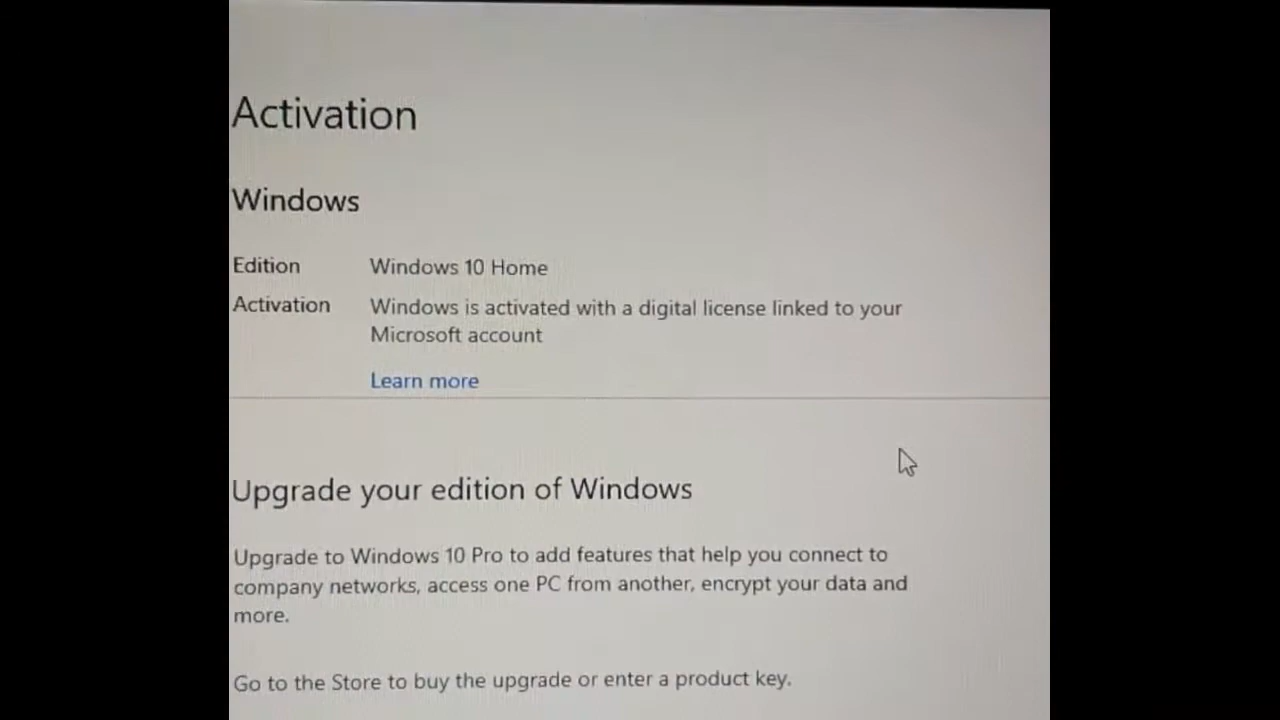 Activation
Windows
Edition Windows 10 Home
Activation Windows is activated with a digital license linked to your
Microsoft account
Learn more
Upgrade your edition of Windows
Upgrade to Windows 10 Pro to add features that help you connect to
company networks, access one PC from another, encrypt your data and
more.
Go to the Store to buy the upgrade or enter a product key.